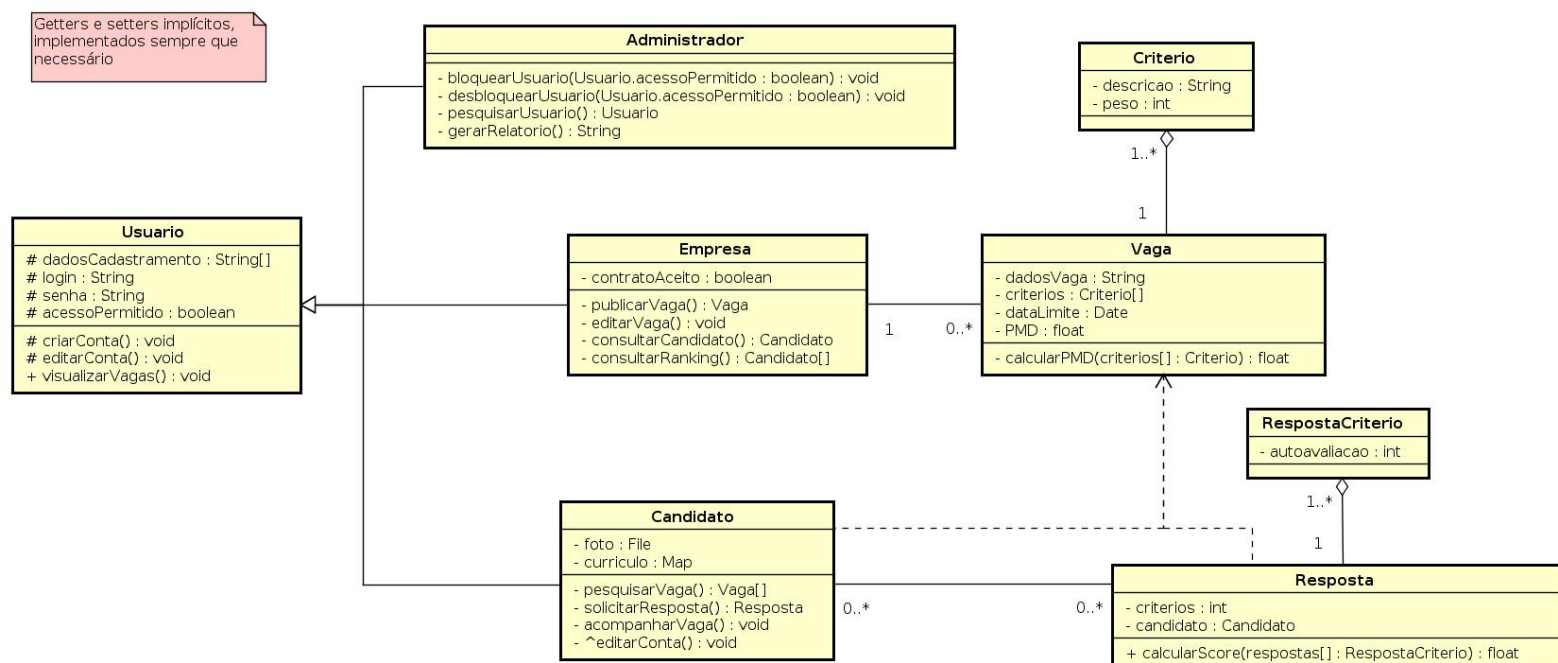 Getters e setters implícitos,
implementados sempre que
necessário
Administrador
- bloquearUsuario(Usuario.acessoPermitido : boolean) : void
- desbloquearUsuario(Usuario.acessoPermitido : boolean) : void
- pesquisarUsuario() : Usuario
- gerarRelatorio() : String
Criterio
- descricao : String
- peso : int
1..*
1
Usuario
# dadosCadastramento : String[]
# login : String
# senha : String
# acessoPermitido : boolean
# criarConta() : void
# editarConta() : void
+ visualizarVagas() : void
Empresa
- contratoAceito : boolean
- publicarVaga() : Vaga
- editarVaga() : void
- consultarCandidato() : Candidato
- consultarRanking() : Candidato[]
1
0..*
Vaga
- dadosVaga : String
- criterios : Criterio[]
- dataLimite : Date
- PMD : float
- calcularPMD(criterios[] : Criterio) : float
RespostaCriterio
- autoavaliacao : int
1..*
1
Candidato
- foto : File
- curriculo : Map
- pesquisarVaga() : Vaga[]
- solicitarResposta() : Resposta
- acompanharVaga() : void
- ^editarConta() : void
0..*
0..*
Resposta
- criterios : int
- candidato : Candidato
+ calcularScore(respostas[] : RespostaCriterio) : float